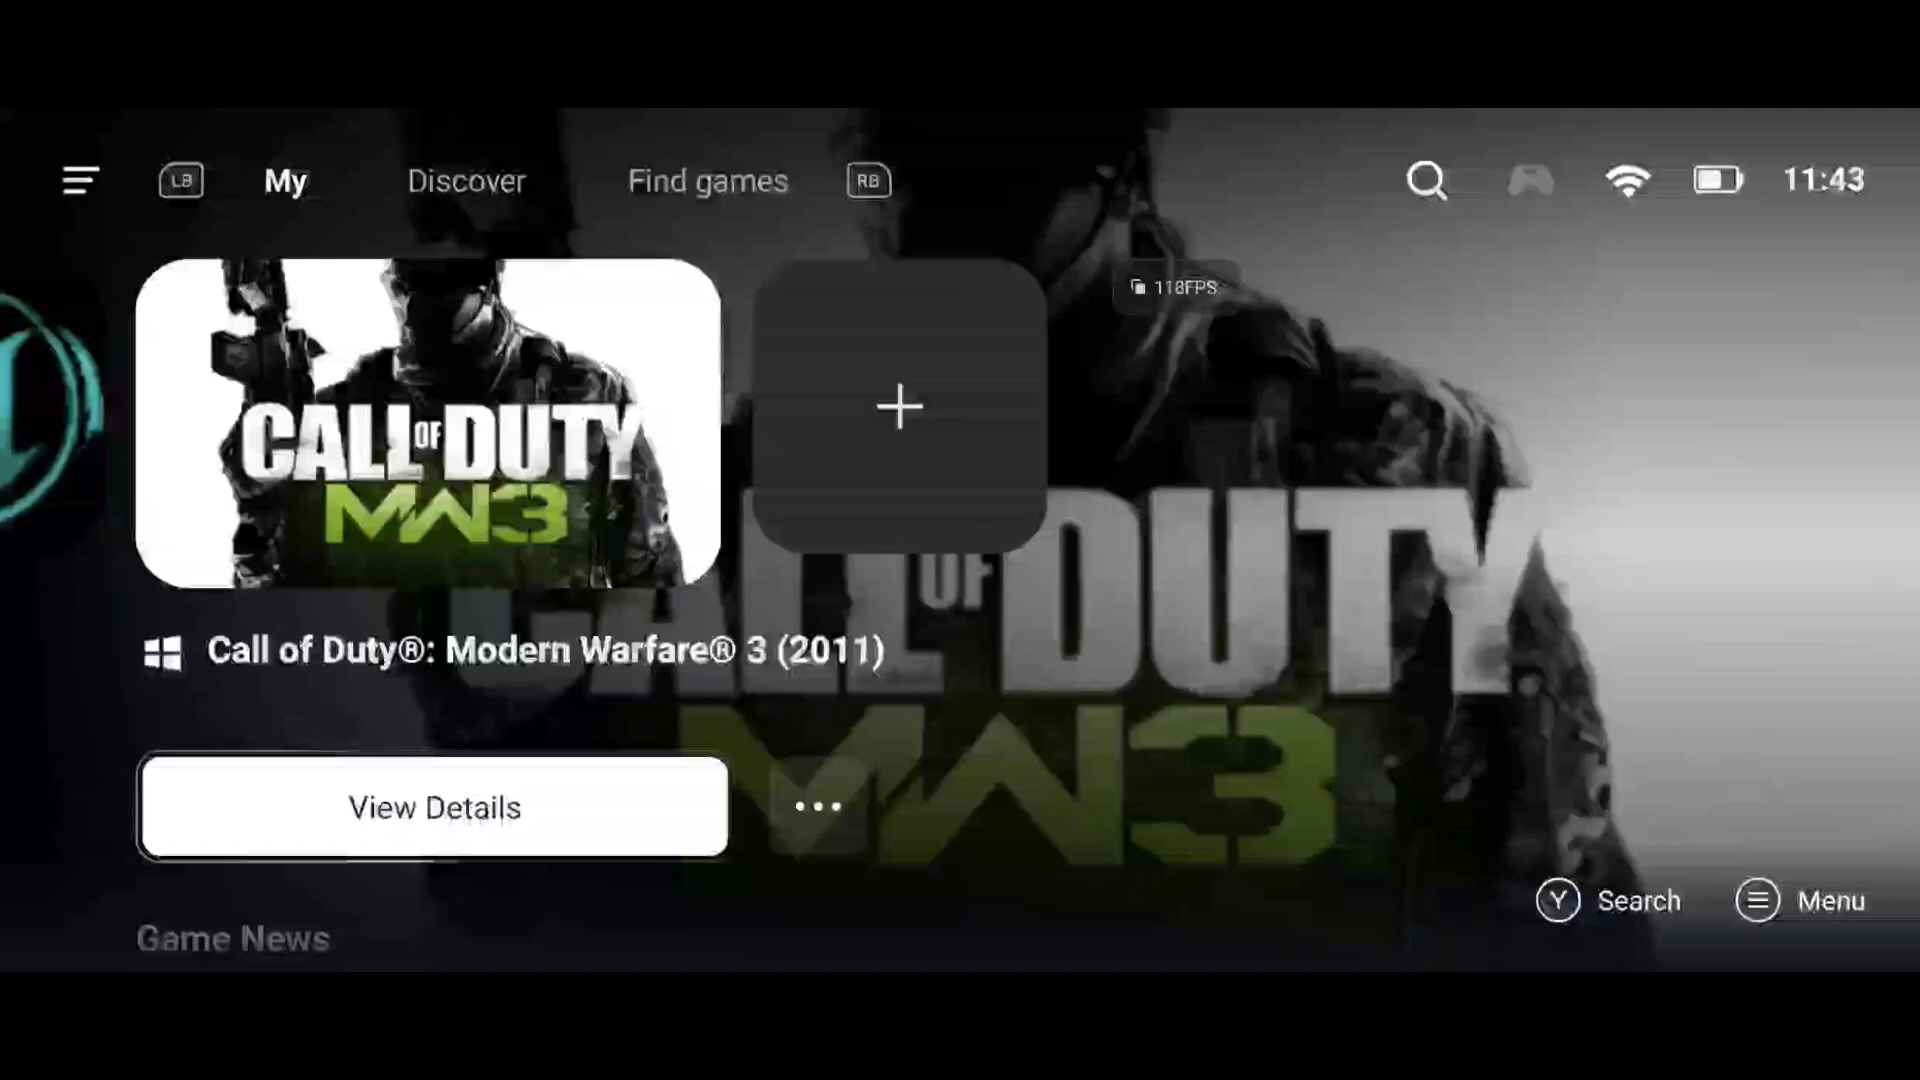 LB My Discover Find games RB 11:43
118FPS
CALL OF DUTY
MW3
CALL OF DUTY
MW3
Call of Duty®: Modern Warfare® 3 (2011)
View Details
Y Search Menu
Game News